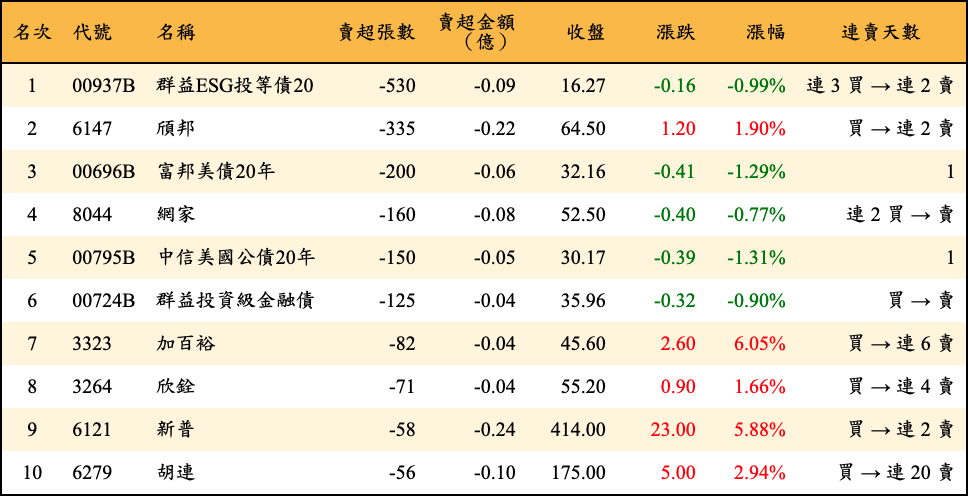 名次 代號 名稱 賣超張數 賣超金額（億） 收盤 漲跌 漲幅 連賣天數
1 00937B 群益ESG投等債20 -530 -0.09 16.27 -0.16 -0.99% 連 3 買 → 連 2 賣
2 6147 頎邦 -335 -0.22 64.50 1.20 1.90% 買 → 連 2 賣
3 00696B 富邦美債20年 -200 -0.06 32.16 -0.41 -1.29% 1
4 8044 網家 -160 -0.08 52.50 -0.40 -0.77% 連 2 買 → 賣
5 00795B 中信美國公債20年 -150 -0.05 30.17 -0.39 -1.31% 1
6 00724B 群益投資級金融債 -125 -0.04 35.96 -0.32 -0.90% 買 → 賣
7 3323 加百裕 -82 -0.04 45.60 2.60 6.05% 買 → 連 6 賣
8 3264 欣銓 -71 -0.04 55.20 0.90 1.66% 買 → 連 4 賣
9 6121 新普 -58 -0.24 414.00 23.00 5.88% 買 → 連 2 賣
10 6279 胡連 -56 -0.10 175.00 5.00 2.94% 買 → 連 20 賣